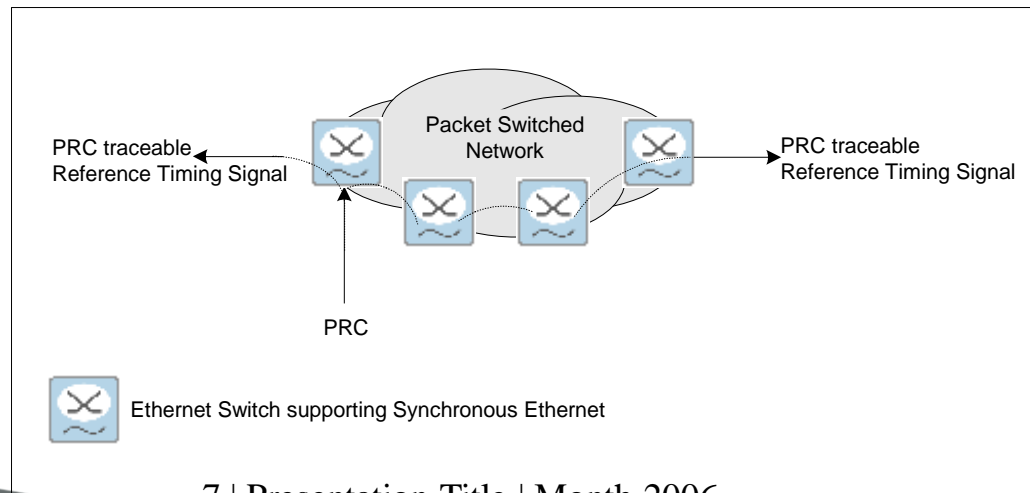 Packet Switched
Network
PRC traceable
Reference Timing Signal
PRC traceable
Reference Timing Signal
PRC
Ethernet Switch supporting Synchronous Ethernet
7 | Presentation Title | Month 2006